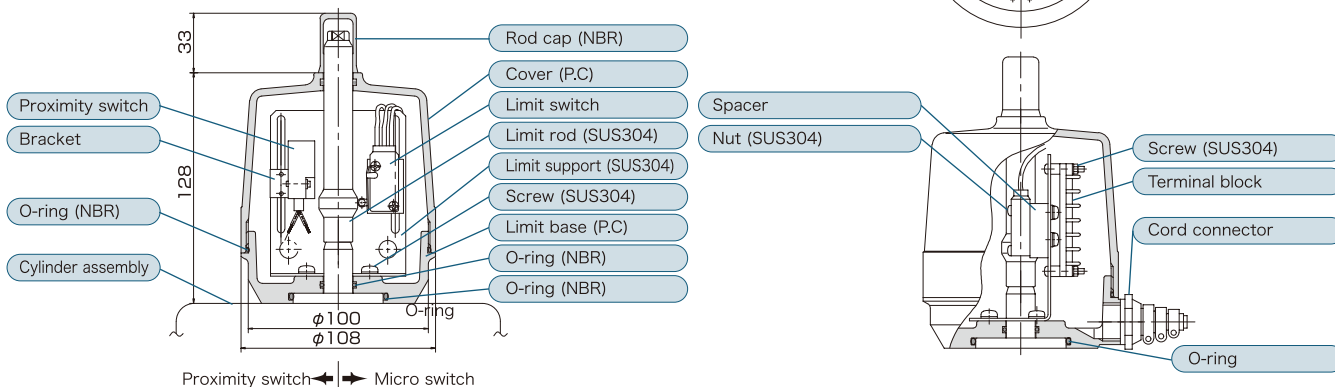 33
128
Proximity switch
Bracket
O-ring (NBR)
Cylinder assembly
Rod cap (NBR)
Cover (P.C)
Limit switch
Limit rod (SUS304)
Limit support (SUS304)
Screw (SUS304)
Limit base (P.C)
O-ring (NBR)
O-ring (NBR)
O-ring
φ100
φ108
Proximity switch
Micro switch
Spacer
Nut (SUS304)
Screw (SUS304)
Terminal block
Cord connector
O-ring